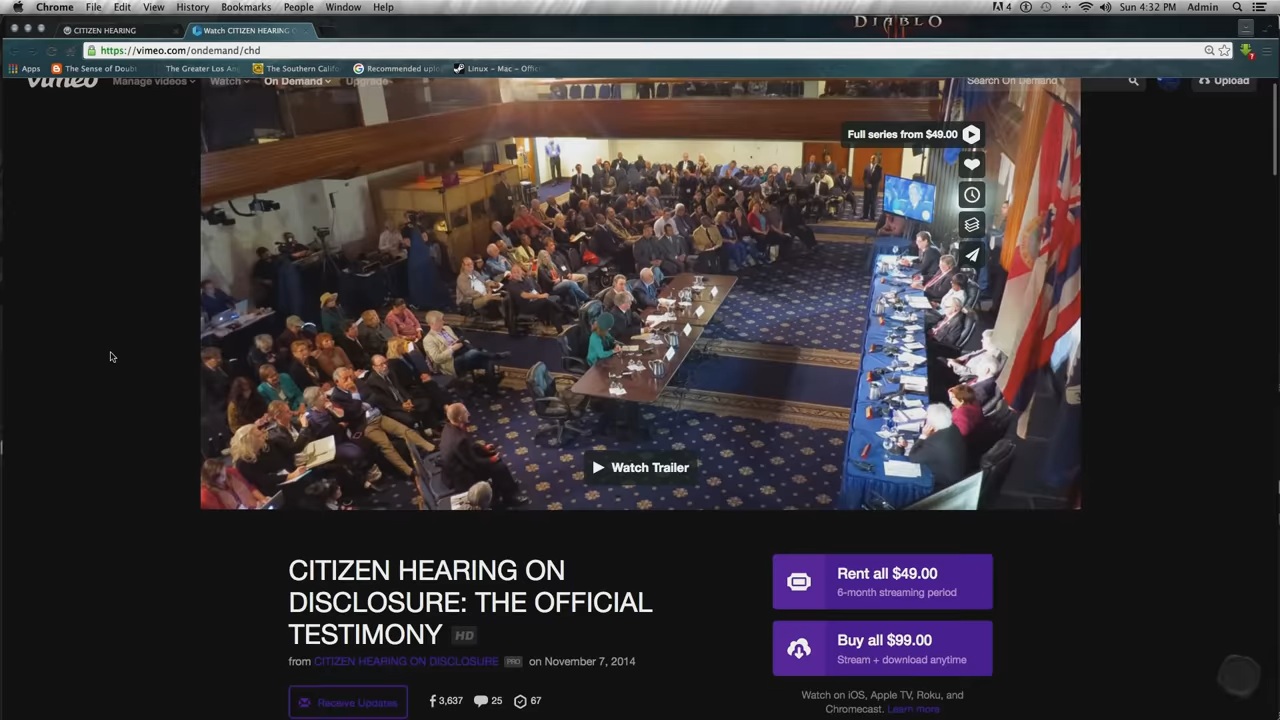 Chrome File Edit View History Bookmarks People Window Help
4 Sun 4:32 PM Admin
DIABLO
CITIZEN HEARING
Watch CITIZEN HEARING O
https://vimeo.com/ondemand/chd
Apps The Sense of Doubt The Greater Los An The Southern Califo Recommended uplo Linux – Mac – Offic
vimeo Manage videos Watch On Demand Upgrade Search On Demand Upload
Full series from $49.00
Watch Trailer
CITIZEN HEARING ON
DISCLOSURE: THE OFFICIAL
TESTIMONY HD
from CITIZEN HEARING ON DISCLOSURE PRO on November 7, 2014
Receive Updates 3,637 25 67
Rent all $49.00
6-month streaming period
Buy all $99.00
Stream + download anytime
Watch on iOS, Apple TV, Roku, and
Chromecast. Learn more